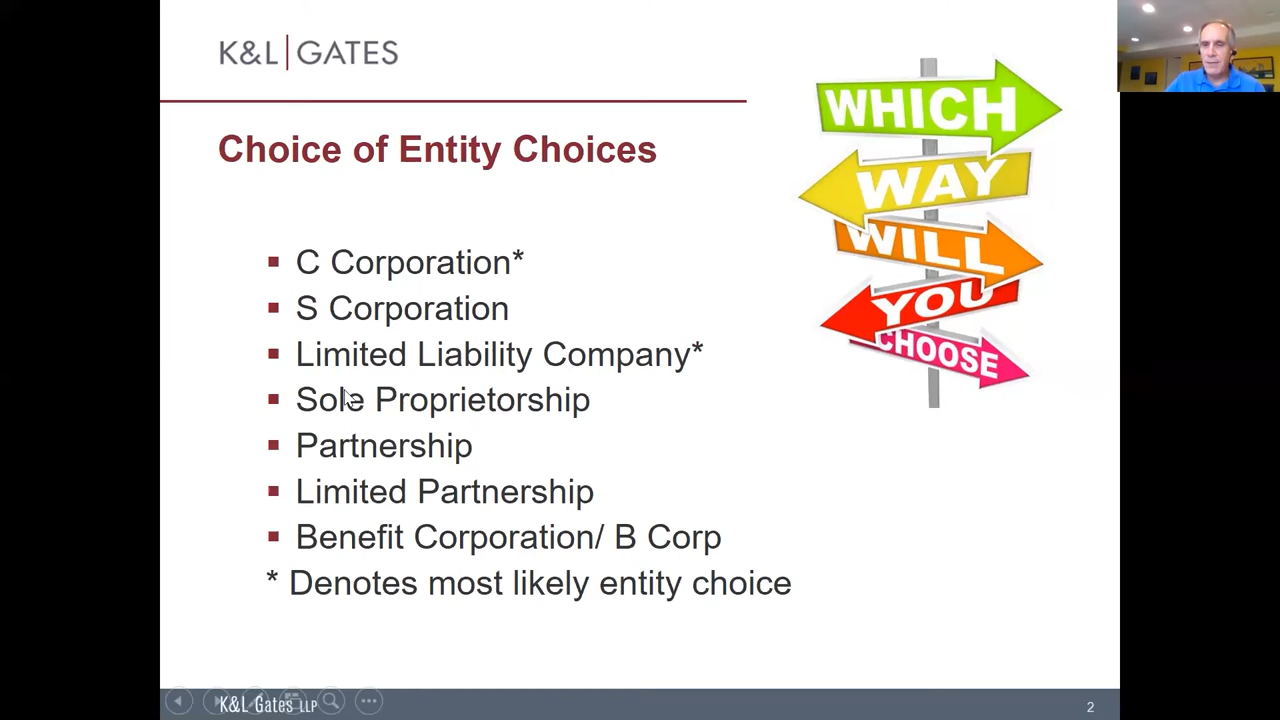 K&L|GATES
Choice of Entity Choices
WHICH
WAY
WILL
YOU
CHOOSE
▪ C Corporation*
▪ S Corporation
▪ Limited Liability Company*
▪ Sole Proprietorship
▪ Partnership
▪ Limited Partnership
▪ Benefit Corporation/ B Corp
* Denotes most likely entity choice
K&L Gates LLP
2